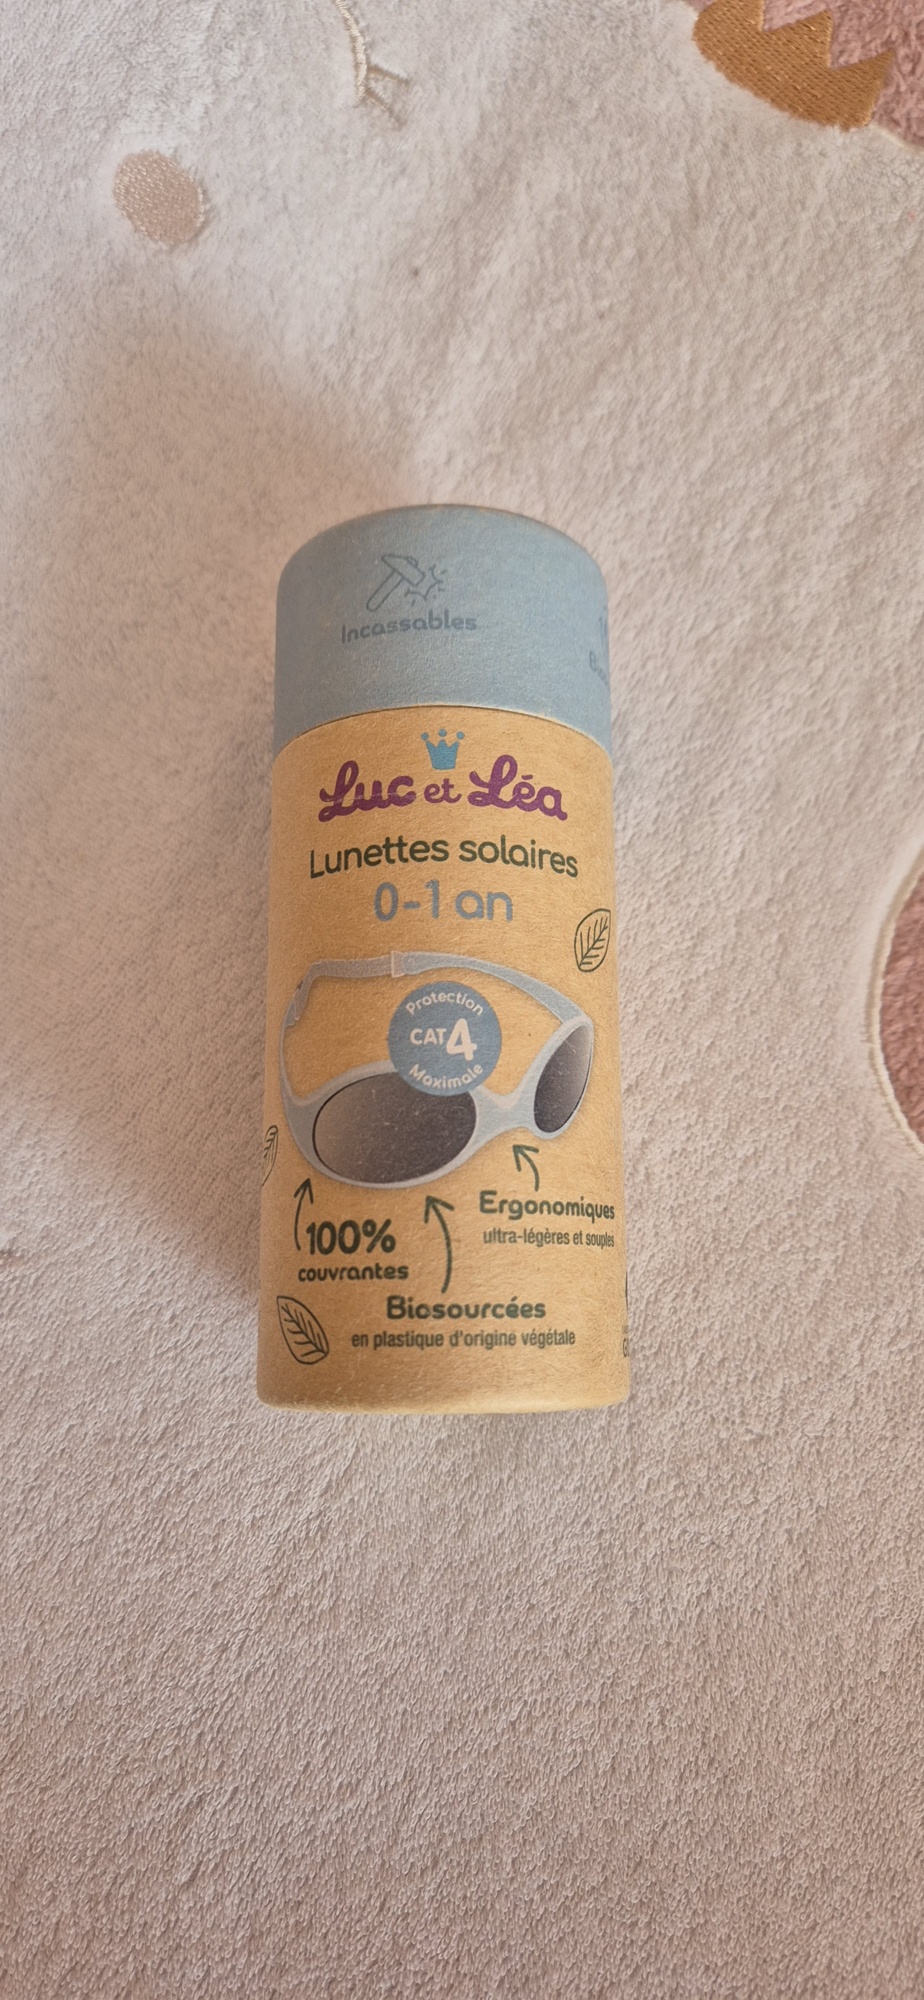 Incassables
Luc et Léa
Lunettes solaires
0-1 an
Protection
CAT 4
Maximale
Ergonomiques
ultra-légères et souples
100%
couvrantes
Biosourcées
en plastique d'origine végétale